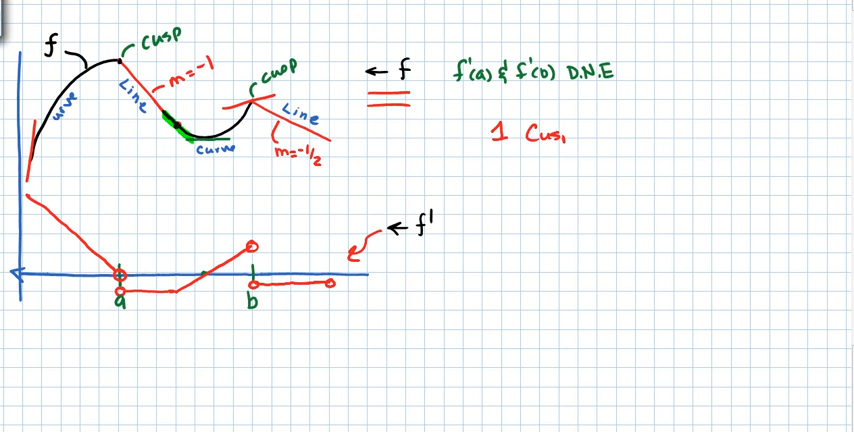 f
cusp
m=-1
Line
urve
cusp
Line
m=-1/2
curve
← f
f'(a) & f'(b) D.N.E
1 Cus,
← f'
a
b